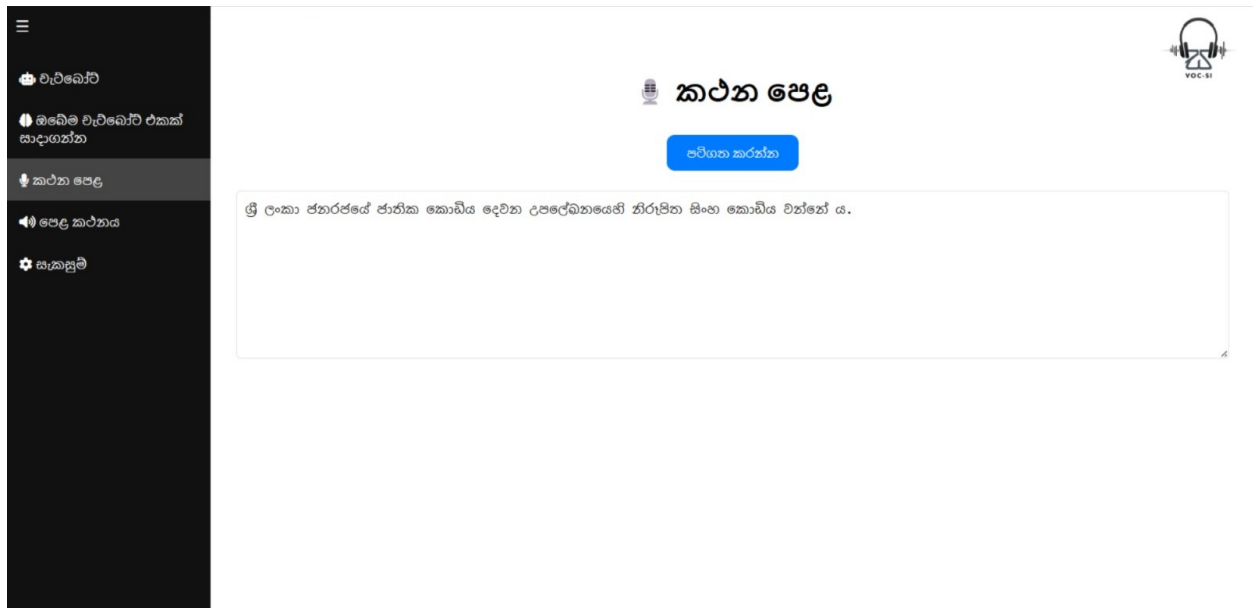 චැට්බෝට්
ඔබේම චැට්බෝට් එකක්
සාදාගන්න
කථන පෙළ
පෙළ කථනය
සැකසුම්
VOC-SI
කථන පෙළ
පටිගත කරන්න
ශ්‍රී ලංකා ජනරජයේ ජාතික කොඩිය දෙවන උපලේඛනයෙහි නිරූපිත සිංහ කොඩිය වන්නේ ය.